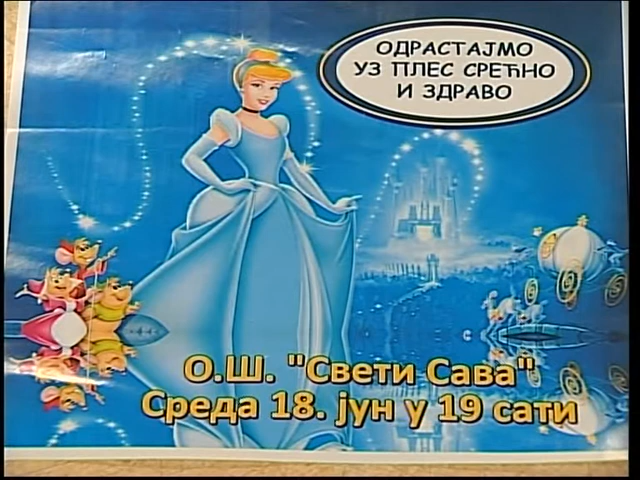 ОДРАСТАЈМО
УЗ ПЛЕС СРЕЋНО
И ЗДРАВО
О.Ш. "Свети Сава"
Среда 18. јун у 19 сати